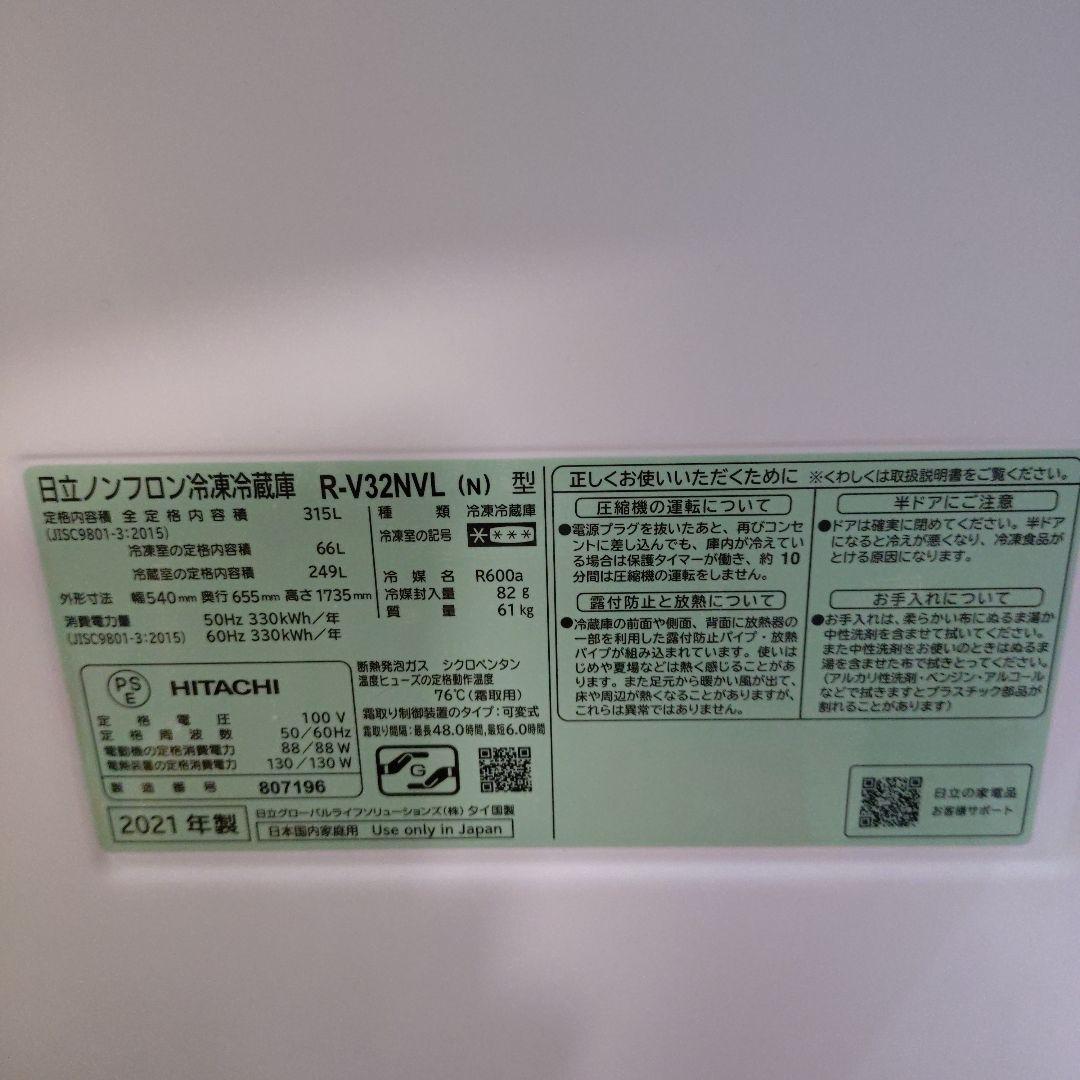 日立ノンフロン冷凍冷蔵庫 R-V32NVL (N) 型
定格内容積 全定格内容積 315L
(JISC9801-3:2015)
冷凍室の定格内容積 66L
冷蔵室の定格内容積 249L
外形寸法 幅540mm 奥行655mm 高さ1735mm
消費電力量 50Hz 330kWh/年
(JISC9801-3:2015) 60Hz 330kWh/年
種類 冷凍冷蔵庫
冷凍室の記号 ****
冷媒名 R600a
冷媒封入量 82g
質量 61kg
PS
E
HITACHI
定格電圧 100V
定格周波数 50/60Hz
電動機の定格消費電力 88/88W
電熱装置の定格消費電力 130/130W
製造番号 807196
断熱発泡ガス シクロペンタン
温度ヒューズの定格動作温度
76℃(霜取用)
霜取り制御装置のタイプ:可変式
霜取り間隔:最長48.0時間,最短6.0時間
G
2021年製
日立グローバルライフソリューションズ(株) タイ国製
日本国内家庭用 Use only in Japan
正しくお使いいただくために ※くわしくは取扱説明書をご覧ください。
圧縮機の運転について
●電源プラグを抜いたあと、再びコンセ
ントに差し込んでも、庫内が冷えてい
る場合は保護タイマーが働き、約10
分間は圧縮機の運転をしません。
露付防止と放熱について
●冷蔵庫の前面や側面、背面に放熱器の
一部を利用した露付防止パイプ・放熱
パイプが組み込まれています。使いは
じめや夏場などは熱く感じることがあ
ります。また足元から暖かい風が出て、
床や周辺が熱くなることがありますが、
これらは異常ではありません。
半ドアにご注意
●ドアは確実に閉めてください。半ドア
になると冷えが悪くなり、冷凍食品が
とける原因になります。
お手入れについて
●お手入れは、柔らかい布にぬるま湯か
中性洗剤を含ませて拭いてください。
また中性洗剤をお使いのときはぬるま
湯を含ませた布で拭きとってください。
(アルカリ性洗剤・ベンジン・アルコール
などで拭きますとプラスチック部品が
割れることがあります)
日立の家電品
お客様サポート